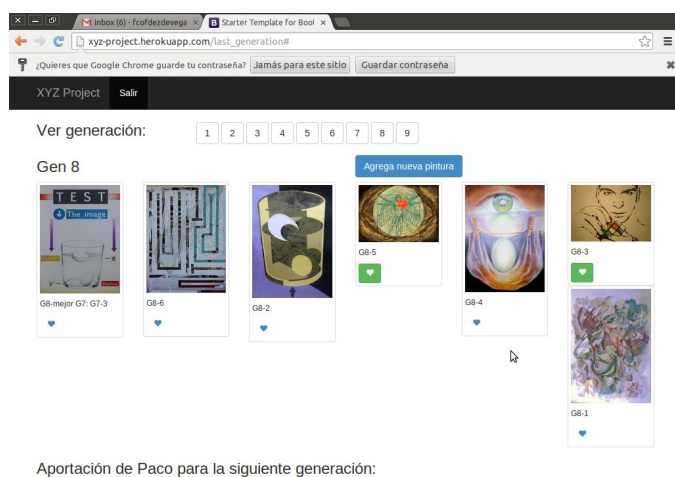 Inbox (6) - fcofdezdevega
Starter Template for Boot
xyz-project.herokuapp.com/last_generation#
¿Quieres que Google Chrome guarde tu contraseña? Jamás para este sitio Guardar contraseña
XYZ Project Salir
Ver generación: 1 2 3 4 5 6 7 8 9
Gen 8 Agrega nueva pintura
TEST
The image
G8-mejor G7: G7-3
G8-6
G8-2
G8-5
G8-4
G8-3
G8-1
Aportación de Paco para la siguiente generación: